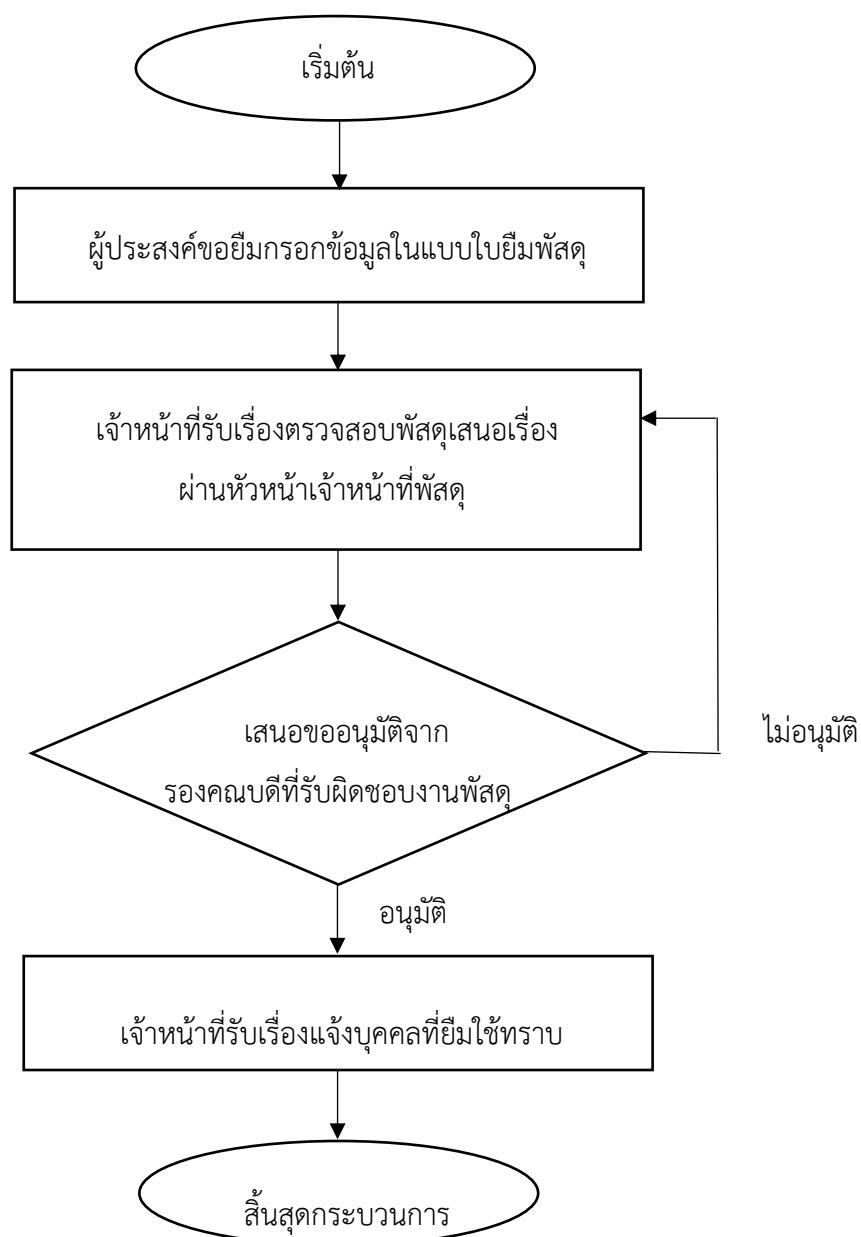 เริ่มต้น
ผู้ประสงค์ขอยืมกรอกข้อมูลในแบบใบยืมพัสดุ
เจ้าหน้าที่รับเรื่องตรวจสอบพัสดุเสนอเรื่อง
ผ่านหัวหน้าเจ้าหน้าที่พัสดุ
เสนอขออนุมัติจาก
รองคณบดีที่รับผิดชอบงานพัสดุ
ไม่อนุมัติ
อนุมัติ
เจ้าหน้าที่รับเรื่องแจ้งบุคคลที่ยืมใช้ทราบ
สิ้นสุดกระบวนการ